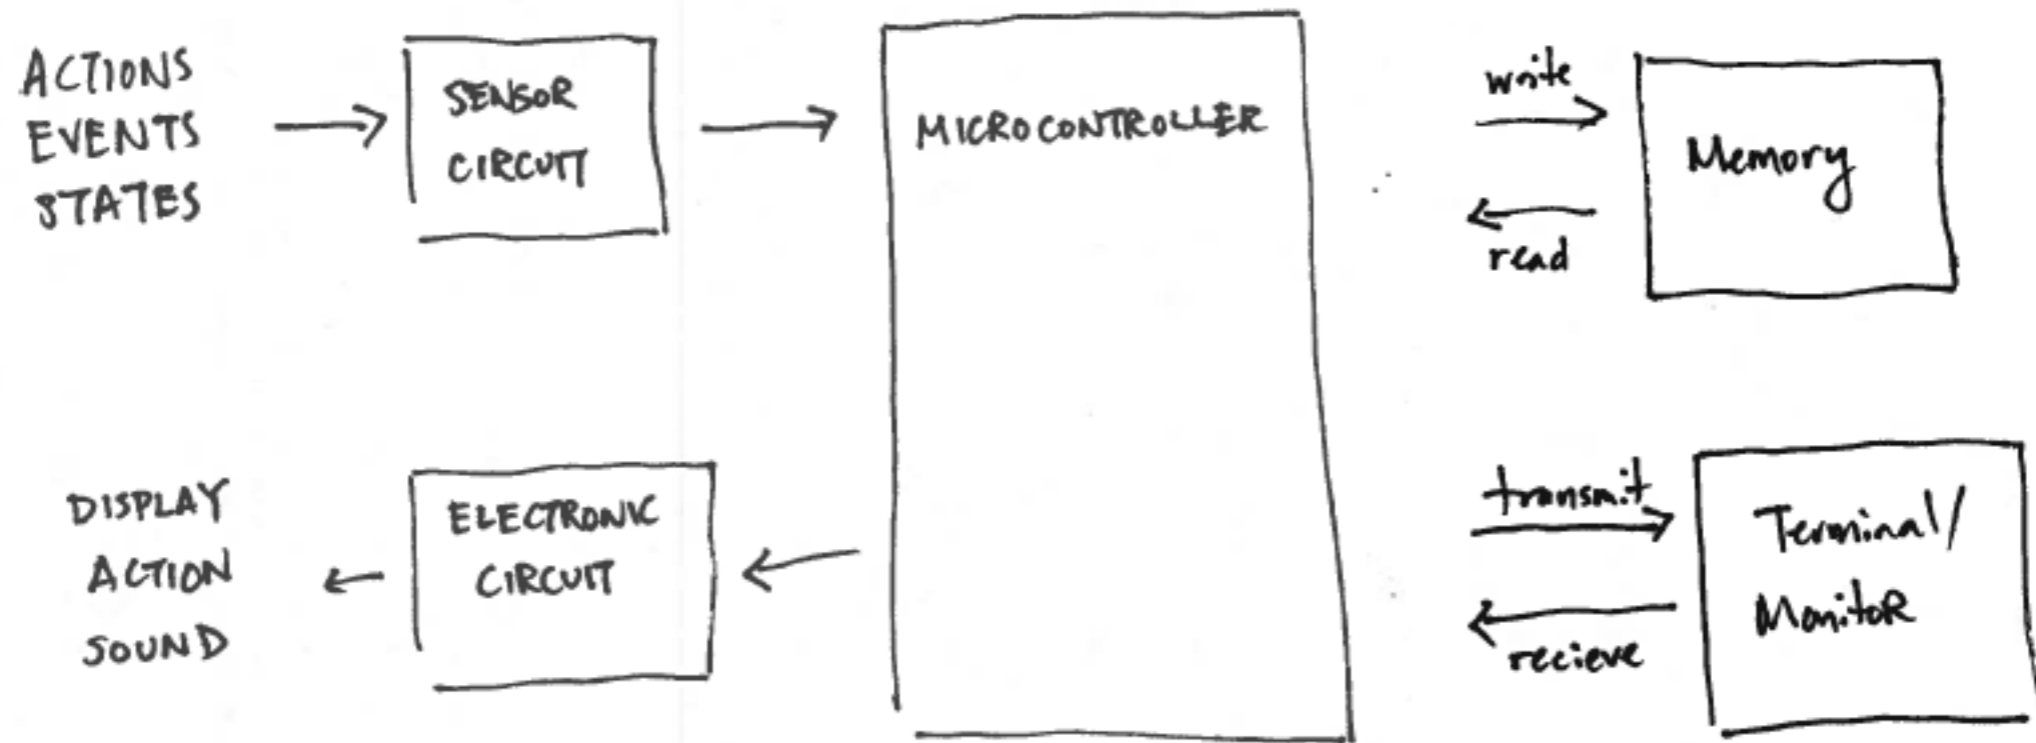 ACTIONS
EVENTS
STATES
SENSOR
CIRCUIT
MICROCONTROLLER
write
read
Memory
DISPLAY
ACTION
SOUND
ELECTRONIC
CIRCUIT
transmit
recieve
Terminal/
MonitoR